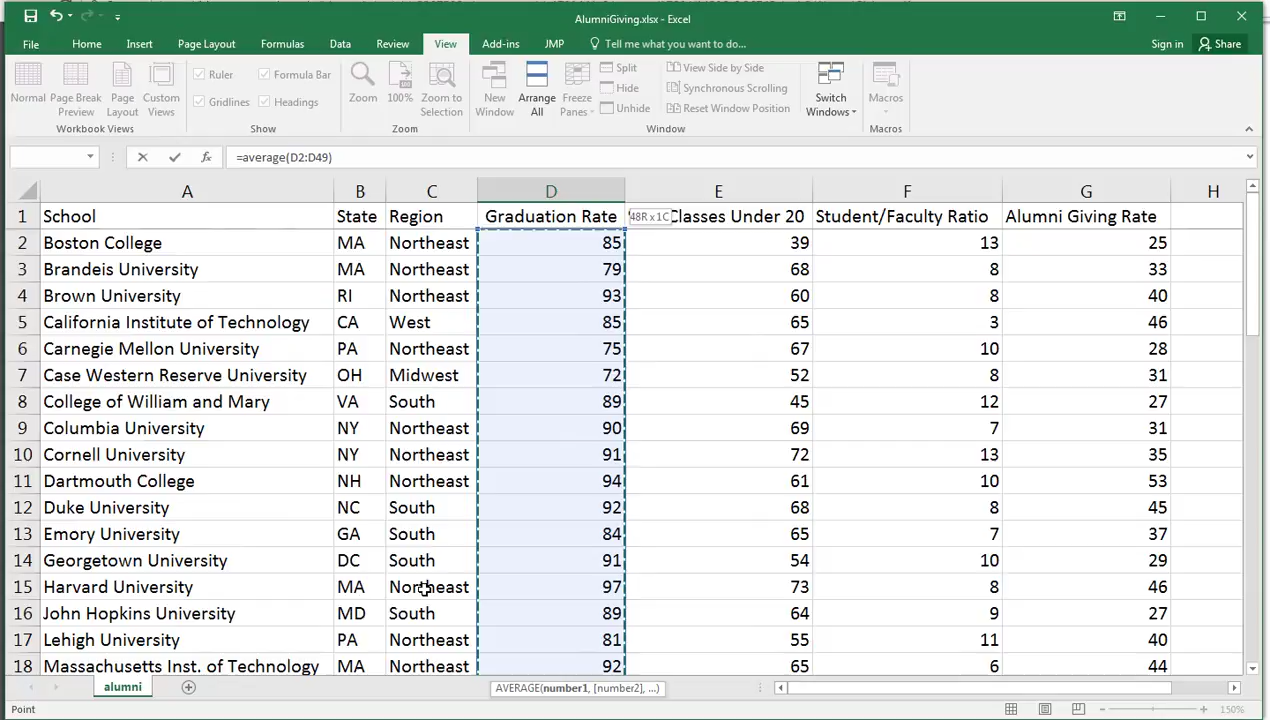 AlumniGiving.xlsx - Excel
File Home Insert Page Layout Formulas Data Review View Add-ins JMP Tell me what you want to do... Sign in Share
Normal Page Break Preview Page Layout Custom Views
Ruler Formula Bar
Gridlines Headings
Zoom 100% Zoom to Selection
New Window Arrange All Freeze Panes
Split
Hide
Unhide
View Side by Side
Synchronous Scrolling
Reset Window Position
Switch Windows Macros
Workbook Views Show Zoom Window Macros
fx =average(D2:D49)
A B C D E F G H
1 School State Region Graduation Rate 48R x 1C Classes Under 20 Student/Faculty Ratio Alumni Giving Rate
2 Boston College MA Northeast 85 39 13 25
3 Brandeis University MA Northeast 79 68 8 33
4 Brown University RI Northeast 93 60 8 40
5 California Institute of Technology CA West 85 65 3 46
6 Carnegie Mellon University PA Northeast 75 67 10 28
7 Case Western Reserve University OH Midwest 72 52 8 31
8 College of William and Mary VA South 89 45 12 27
9 Columbia University NY Northeast 90 69 7 31
10 Cornell University NY Northeast 91 72 13 35
11 Dartmouth College NH Northeast 94 61 10 53
12 Duke University NC South 92 68 8 45
13 Emory University GA South 84 65 7 37
14 Georgetown University DC South 91 54 10 29
15 Harvard University MA Northeast 97 73 8 46
16 John Hopkins University MD South 89 64 9 27
17 Lehigh University PA Northeast 81 55 11 40
18 Massachusetts Inst. of Technology MA Northeast 92 65 6 44
alumni AVERAGE(number1, [number2], ...)
Point 150%